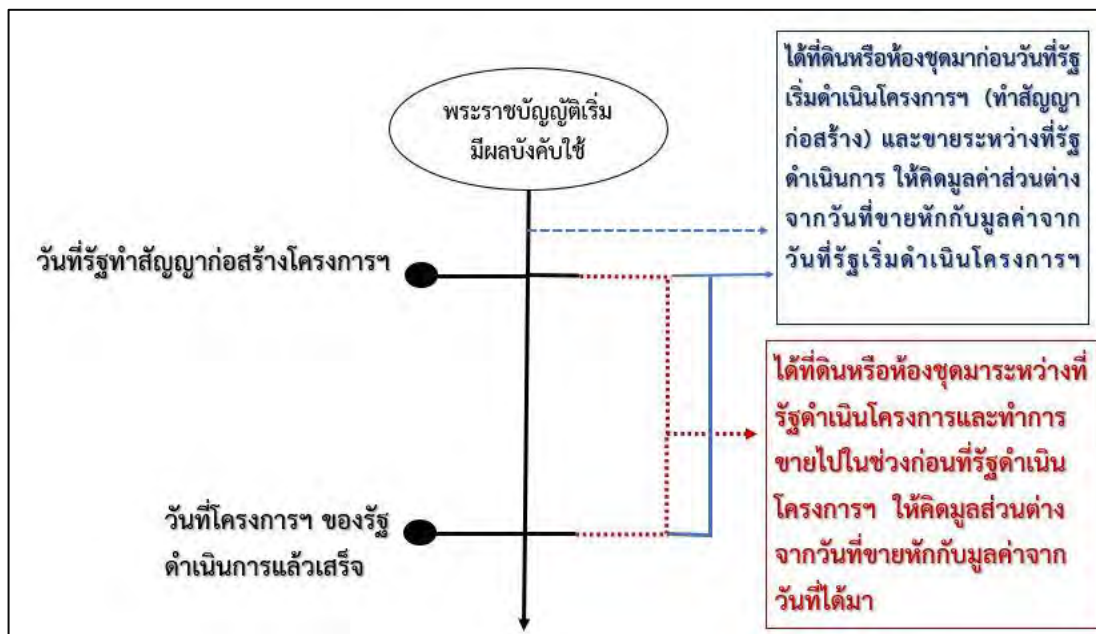 พระราชบัญญัติเริ่ม
มีผลบังคับใช้
ได้ที่ดินหรือห้องชุดมาก่อนวันที่รัฐ
เริ่มดำเนินโครงการฯ (ทำสัญญา
ก่อสร้าง) และขายระหว่างที่รัฐ
ดำเนินการ ให้คิดมูลค่าส่วนต่าง
จากวันที่ขายหักกับมูลค่าจาก
วันที่รัฐเริ่มดำเนินโครงการฯ
วันที่รัฐทำสัญญาก่อสร้างโครงการฯ
ได้ที่ดินหรือห้องชุดมาระหว่างที่
รัฐดำเนินโครงการและทำการ
ขายไปในช่วงก่อนที่รัฐดำเนิน
โครงการฯ ให้คิดมูลส่วนต่าง
จากวันที่ขายหักกับมูลค่าจาก
วันที่ได้มา
วันที่โครงการฯ ของรัฐ
ดำเนินการแล้วเสร็จ